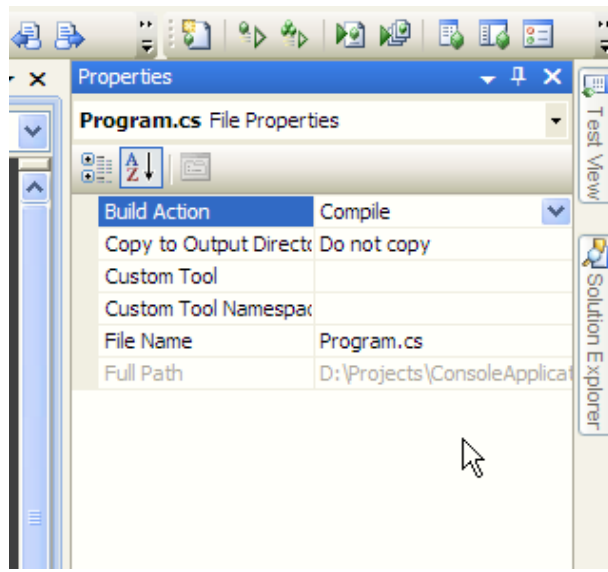 Properties
Program.cs File Properties
Build Action Compile
Copy to Output Directo Do not copy
Custom Tool
Custom Tool Namespac
File Name Program.cs
Full Path D:\Projects\ConsoleApplicat
Test View
Solution Explorer